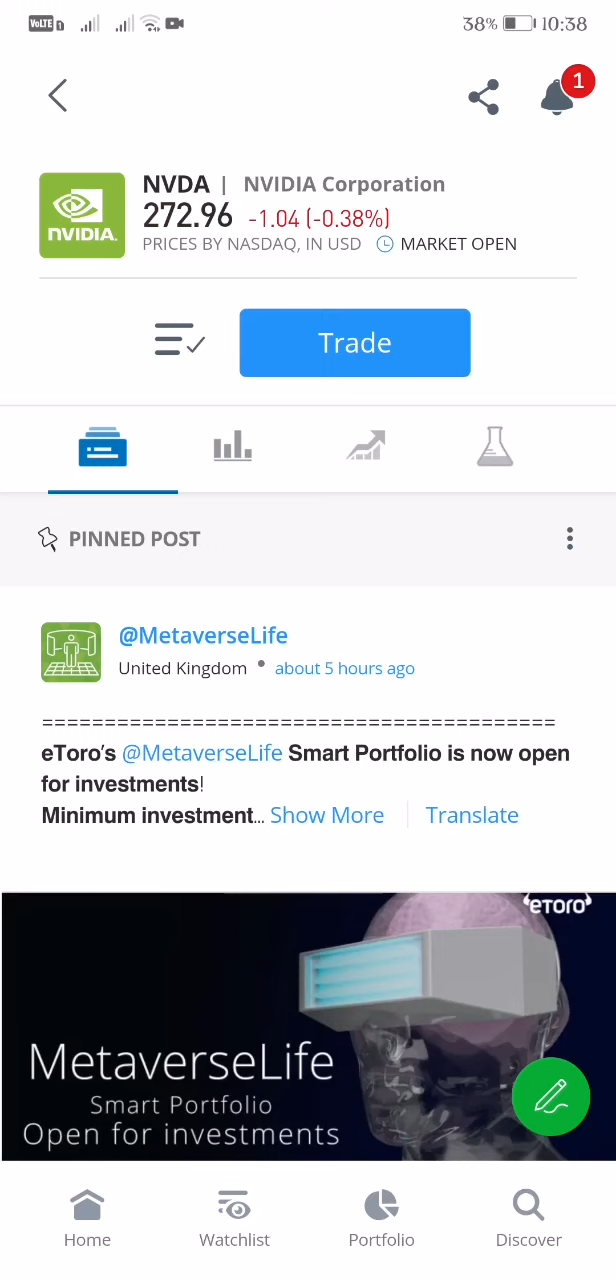 VoLTE 1 38% 10:38
1
NVDA | NVIDIA Corporation
272.96 -1.04 (-0.38%)
NVIDIA.
PRICES BY NASDAQ, IN USD MARKET OPEN
Trade
PINNED POST
@MetaverseLife
United Kingdom • about 5 hours ago
=========================================
eToro's @MetaverseLife Smart Portfolio is now open
for investments!
Minimum investment... Show More Translate
eTORO
MetaverseLife
Smart Portfolio
Open for investments
Home Watchlist Portfolio Discover